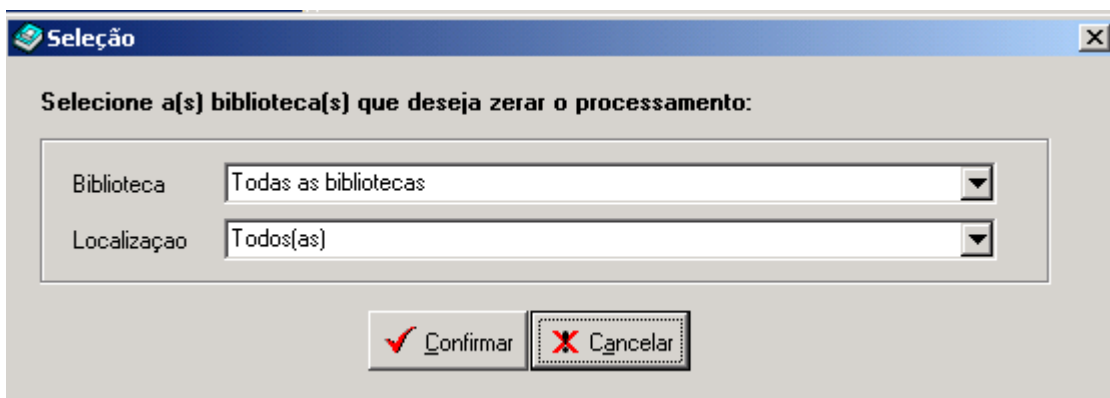 Seleção
Selecione a(s) biblioteca(s) que deseja zerar o processamento:
Biblioteca Todas as bibliotecas
Localizaçao Todos(as)
Confirmar Cancelar